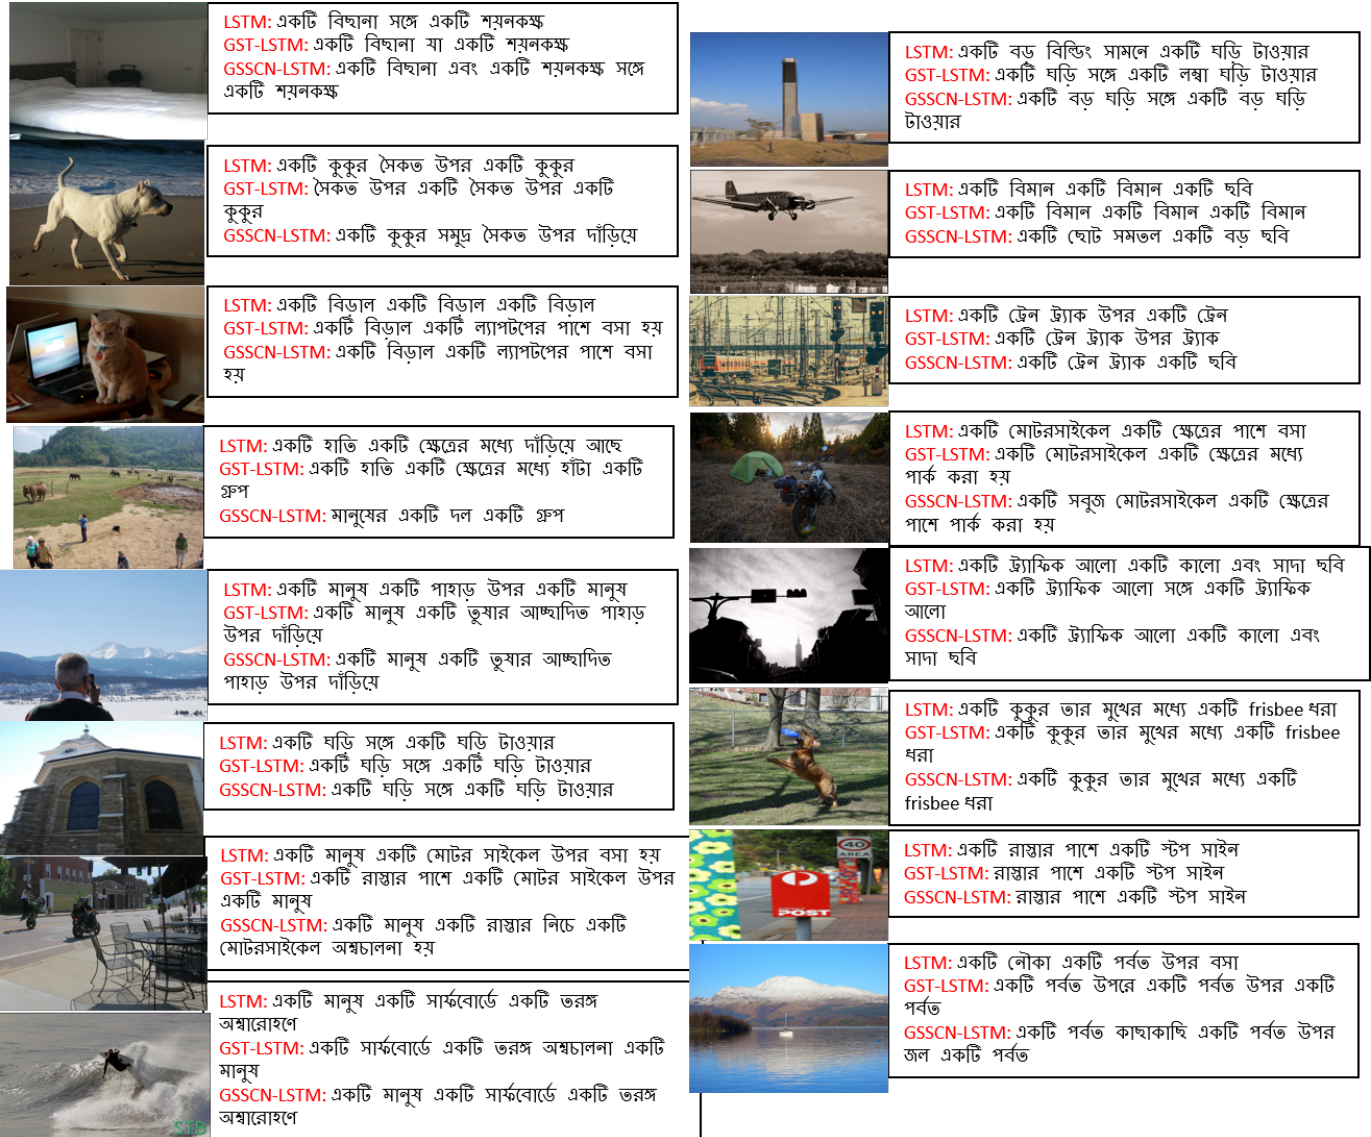 LSTM: একটি বিছানা সঙ্গে একটি শয়নকক্ষ
GST-LSTM: একটি বিছানা যা একটি শয়নকক্ষ
GSSCN-LSTM: একটি বিছানা এবং একটি শয়নকক্ষ সঙ্গে
একটি শয়নকক্ষ
LSTM: একটি কুকুর সৈকত উপর একটি কুকুর
GST-LSTM: সৈকত উপর একটি সৈকত উপর একটি
কুকুর
GSSCN-LSTM: একটি কুকুর সমুদ্র সৈকত উপর দাঁড়িয়ে
LSTM: একটি বিড়াল একটি বিড়াল একটি বিড়াল
GST-LSTM: একটি বিড়াল একটি ল্যাপটপের পাশে বসা হয়
GSSCN-LSTM: একটি বিড়াল একটি ল্যাপটপের পাশে বসা
হয়
LSTM: একটি হাতি একটি ক্ষেত্রের মধ্যে দাঁড়িয়ে আছে
GST-LSTM: একটি হাতি একটি ক্ষেত্রের মধ্যে হাঁটা একটি
গ্রুপ
GSSCN-LSTM: মানুষের একটি দল একটি গ্রুপ
LSTM: একটি মানুষ একটি পাহাড় উপর একটি মানুষ
GST-LSTM: একটি মানুষ একটি তুষার আচ্ছাদিত পাহাড়
উপর দাঁড়িয়ে
GSSCN-LSTM: একটি মানুষ একটি তুষার আচ্ছাদিত
পাহাড় উপর দাঁড়িয়ে
LSTM: একটি ঘড়ি সঙ্গে একটি ঘড়ি টাওয়ার
GST-LSTM: একটি ঘড়ি সঙ্গে একটি ঘড়ি টাওয়ার
GSSCN-LSTM: একটি ঘড়ি সঙ্গে একটি ঘড়ি টাওয়ার
LSTM: একটি মানুষ একটি মোটর সাইকেল উপর বসা হয়
GST-LSTM: একটি রাস্তার পাশে একটি মোটর সাইকেল উপর
একটি মানুষ
GSSCN-LSTM: একটি মানুষ একটি রাস্তার নিচে একটি
মোটরসাইকেল অশ্বচালনা হয়
LSTM: একটি মানুষ একটি সার্ফবোর্ডে একটি তরঙ্গ
অশ্বারোহণে
GST-LSTM: একটি সার্ফবোর্ডে একটি তরঙ্গ অশ্বচালনা একটি
মানুষ
GSSCN-LSTM: একটি মানুষ একটি সার্ফবোর্ডে একটি তরঙ্গ
অশ্বারোহণে
STB
LSTM: একটি বড় বিল্ডিং সামনে একটি ঘড়ি টাওয়ার
GST-LSTM: একটি ঘড়ি সঙ্গে একটি লম্বা ঘড়ি টাওয়ার
GSSCN-LSTM: একটি বড় ঘড়ি সঙ্গে একটি বড় ঘড়ি
টাওয়ার
LSTM: একটি বিমান একটি বিমান একটি ছবি
GST-LSTM: একটি বিমান একটি বিমান একটি বিমান
GSSCN-LSTM: একটি ছোট সমতল একটি বড় ছবি
LSTM: একটি ট্রেন ট্র্যাক উপর একটি ট্রেন
GST-LSTM: একটি ট্রেন ট্র্যাক উপর ট্র্যাক
GSSCN-LSTM: একটি ট্রেন ট্র্যাক একটি ছবি
LSTM: একটি মোটরসাইকেল একটি ক্ষেত্রের পাশে বসা
GST-LSTM: একটি মোটরসাইকেল একটি ক্ষেত্রের মধ্যে
পার্ক করা হয়
GSSCN-LSTM: একটি সবুজ মোটরসাইকেল একটি ক্ষেত্রের
পাশে পার্ক করা হয়
LSTM: একটি ট্র্যাফিক আলো একটি কালো এবং সাদা ছবি
GST-LSTM: একটি ট্র্যাফিক আলো সঙ্গে একটি ট্র্যাফিক
আলো
GSSCN-LSTM: একটি ট্র্যাফিক আলো একটি কালো এবং
সাদা ছবি
LSTM: একটি কুকুর তার মুখের মধ্যে একটি frisbee ধরা
GST-LSTM: একটি কুকুর তার মুখের মধ্যে একটি frisbee
ধরা
GSSCN-LSTM: একটি কুকুর তার মুখের মধ্যে একটি
frisbee ধরা
40
AREA
POST
LSTM: একটি রাস্তার পাশে একটি স্টপ সাইন
GST-LSTM: রাস্তার পাশে একটি স্টপ সাইন
GSSCN-LSTM: রাস্তার পাশে একটি স্টপ সাইন
LSTM: একটি নৌকা একটি পর্বত উপর বসা
GST-LSTM: একটি পর্বত উপরে একটি পর্বত উপর একটি
পর্বত
GSSCN-LSTM: একটি পর্বত কাছাকাছি একটি পর্বত উপর
জল একটি পর্বত